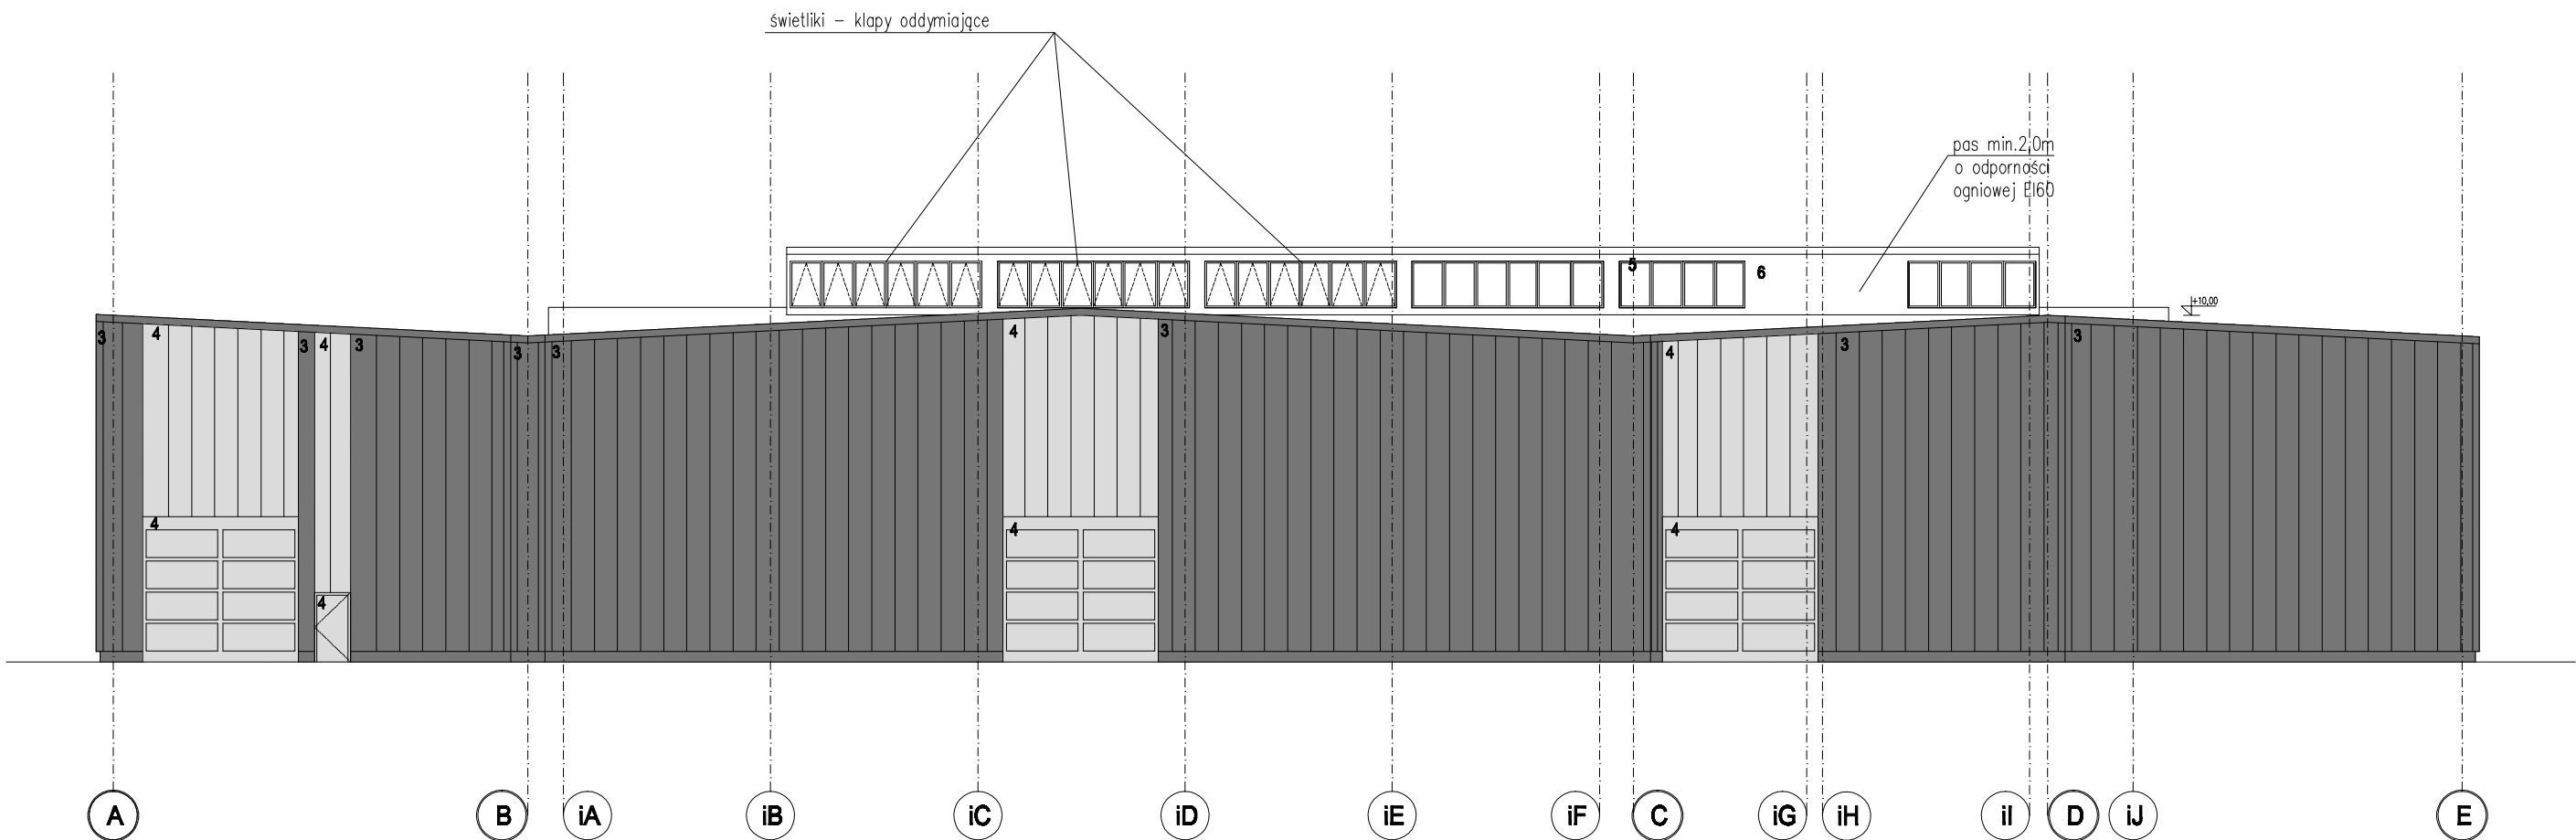 świetliki – klapy oddymiające
pas min.2,0m
o odporności
ogniowej EI60
5
6
+10,00
3
4
3
4
3
3
3
4
3
4
3
3
4
4
4
4
A
B
iA
iB
iC
iD
iE
iF
C
iG
iH
iI
D
iJ
E